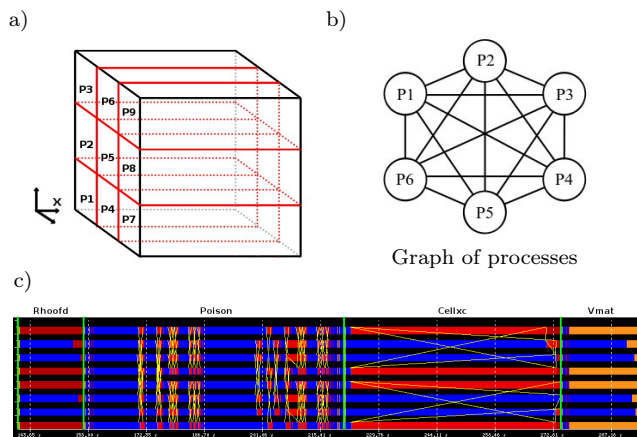 a)
b)
P3
P6
P9
P2
P5
P8
P1
P4
P7
X
P2
P1
P3
P6
P4
P5
Graph of processes
c)
Rhoofd Poison Cellxc Vmat